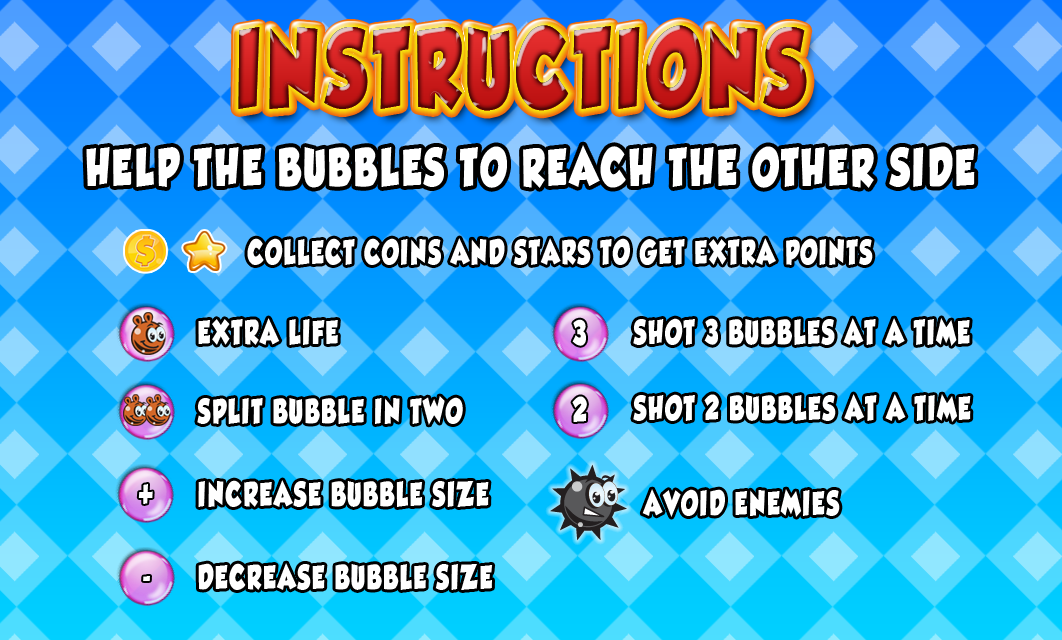 INSTRUCTIONS
HELP THE BUBBLES TO REACH THE OTHER SIDE
$ COLLECT COINS AND STARS TO GET EXTRA POINTS
EXTRA LIFE
SPLIT BUBBLE IN TWO
+ INCREASE BUBBLE SIZE
- DECREASE BUBBLE SIZE
3 SHOT 3 BUBBLES AT A TIME
2 SHOT 2 BUBBLES AT A TIME
AVOID ENEMIES